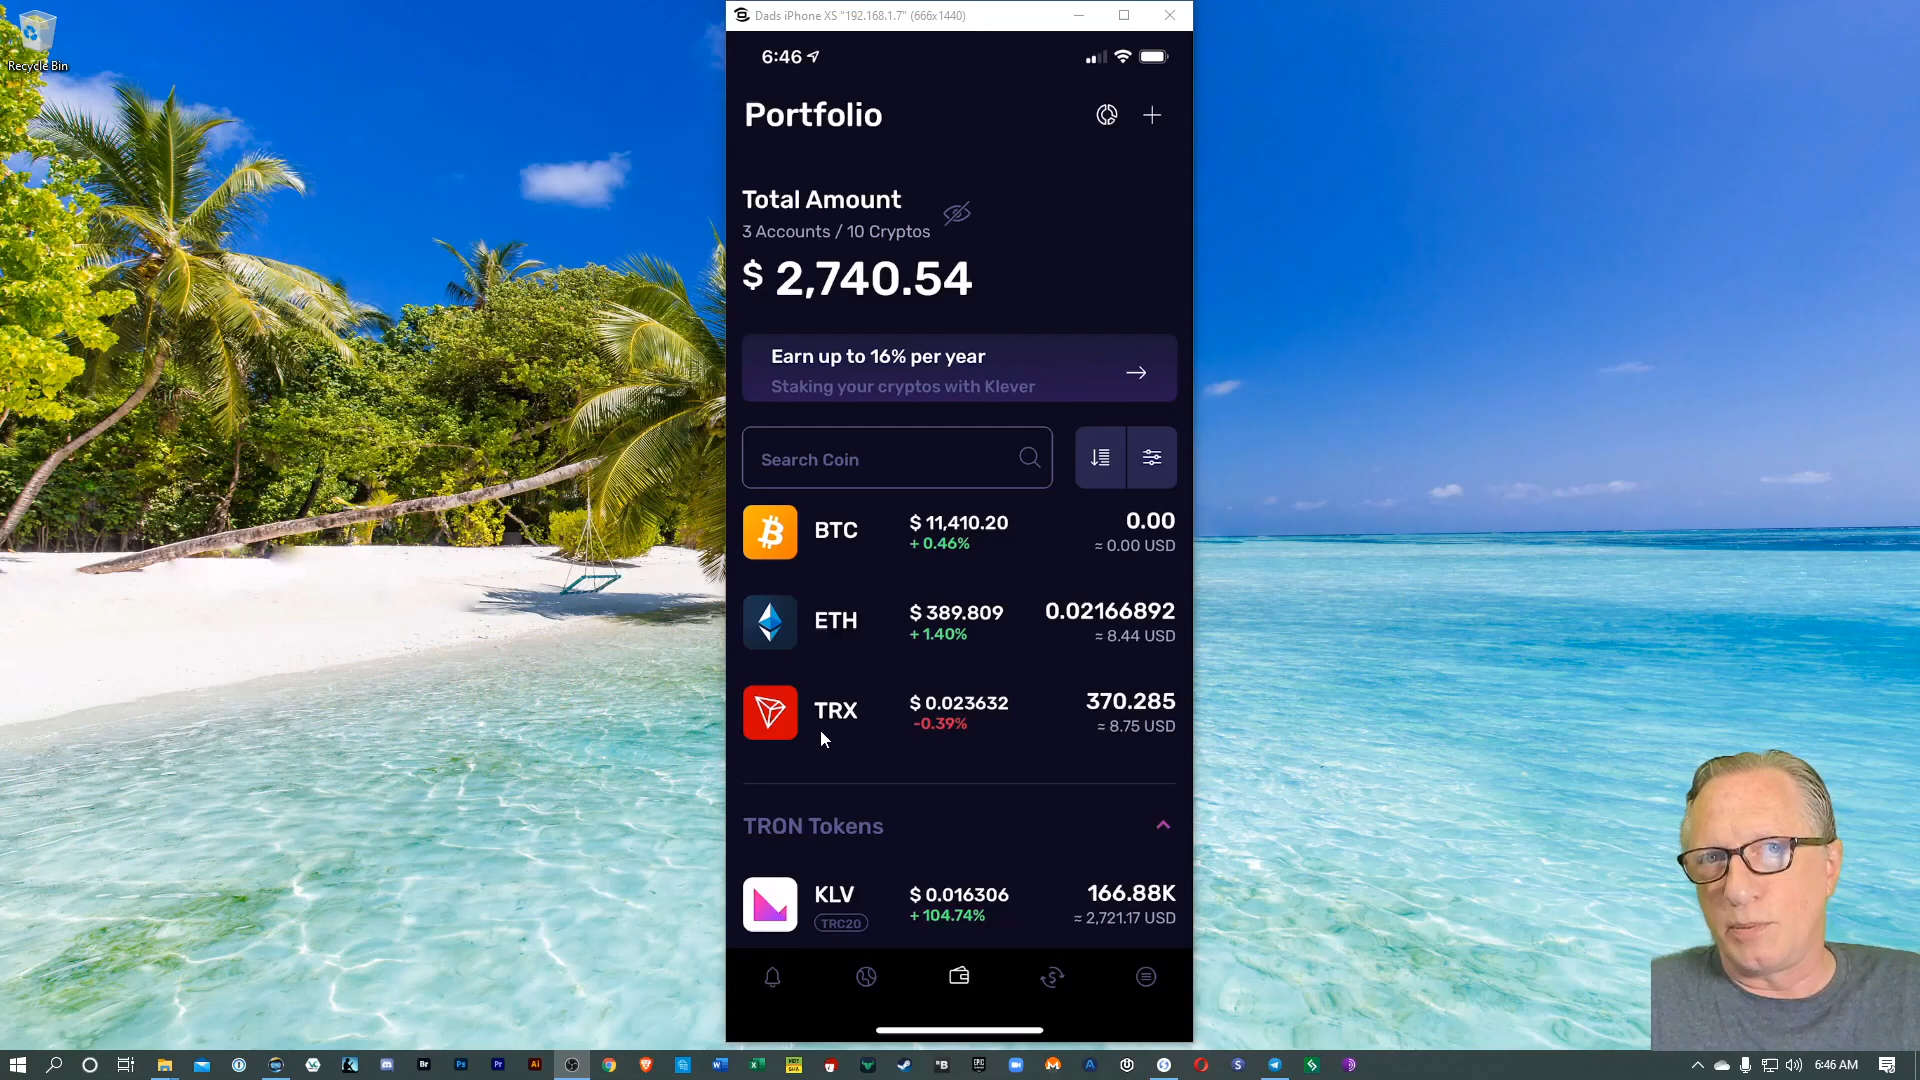 Recycle Bin
Dads iPhone XS "192.168.1.7" (666x1440)
6:46
Portfolio
Total Amount
3 Accounts / 10 Cryptos
$ 2,740.54
Earn up to 16% per year
Staking your cryptos with Klever
Search Coin
BTC
$ 11,410.20
+ 0.46%
0.00
≈ 0.00 USD
ETH
$ 389.809
+ 1.40%
0.02166892
≈ 8.44 USD
TRX
$ 0.023632
-0.39%
370.285
≈ 8.75 USD
TRON Tokens
KLV
TRC20
$ 0.016306
+ 104.74%
166.88K
≈ 2,721.17 USD
Br
Ps
Pr
Ai
6:46 AM